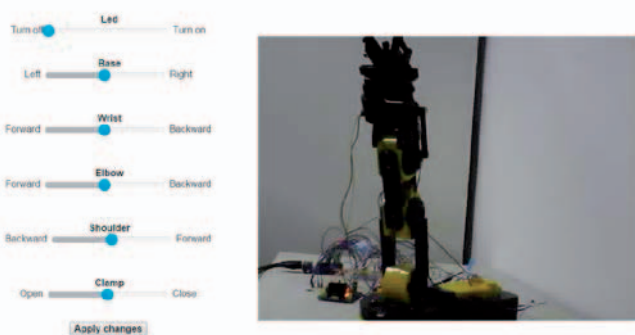 Led
Turn off Turn on
Base
Left Right
Wrist
Forward Backward
Elbow
Forward Backward
Shoulder
Backward Forward
Clamp
Open Close
Apply changes